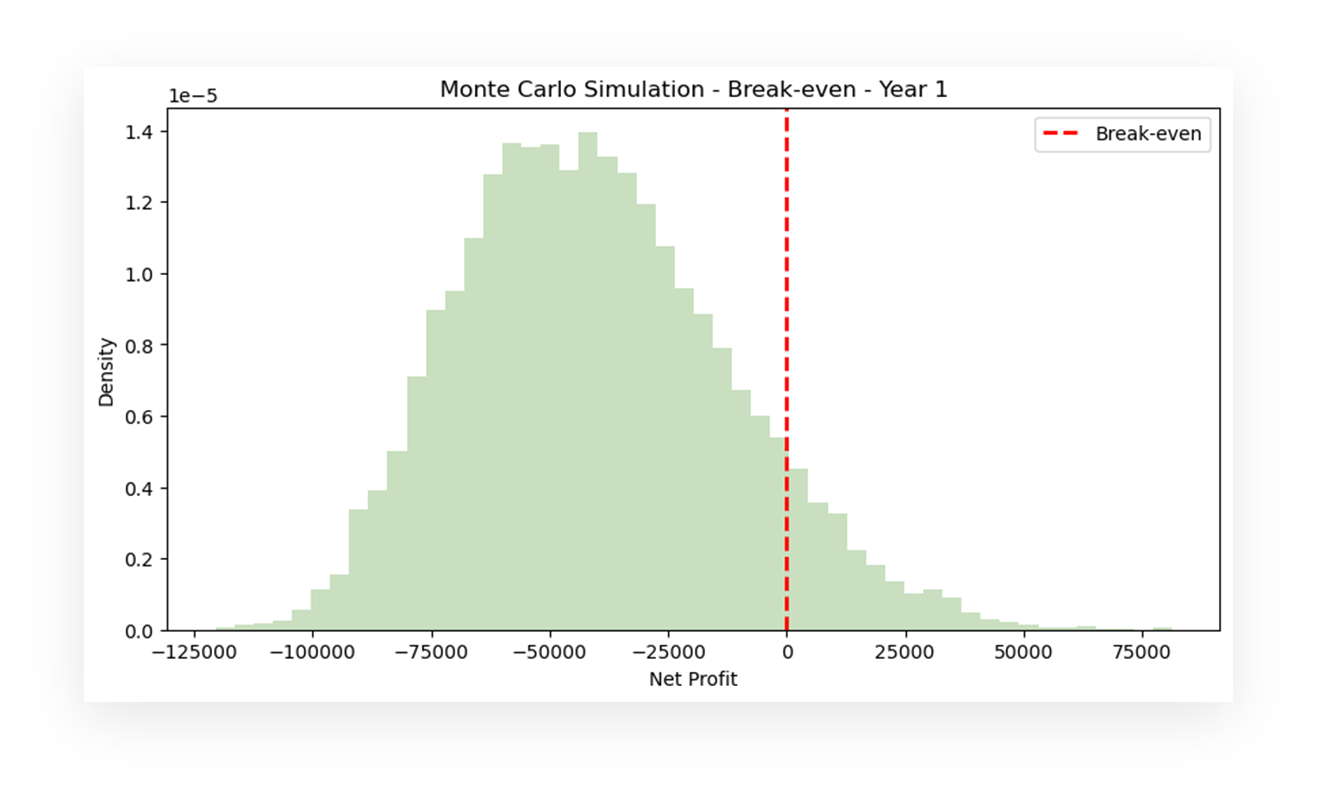 Monte Carlo Simulation - Break-even - Year 1
1e−5
Break-even
1.4
1.2
1.0
0.8
0.6
0.4
0.2
0.0
Density
−125000 −100000 −75000 −50000 −25000 0 25000 50000 75000
Net Profit